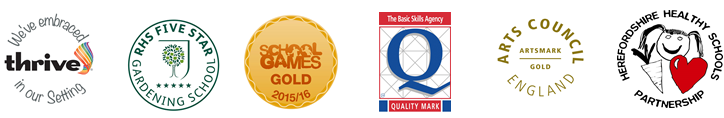 We've embraced
thrive
in our Setting
RHS FIVE STAR
GARDENING SCHOOL
SCHOOL
GAMES
GOLD
2015/16
The Basic Skills Agency
Q
QUALITY MARK
ARTS COUNCIL
ARTSMARK
GOLD
ENGLAND
HEREFORDSHIRE HEALTHY SCHOOLS
PARTNERSHIP